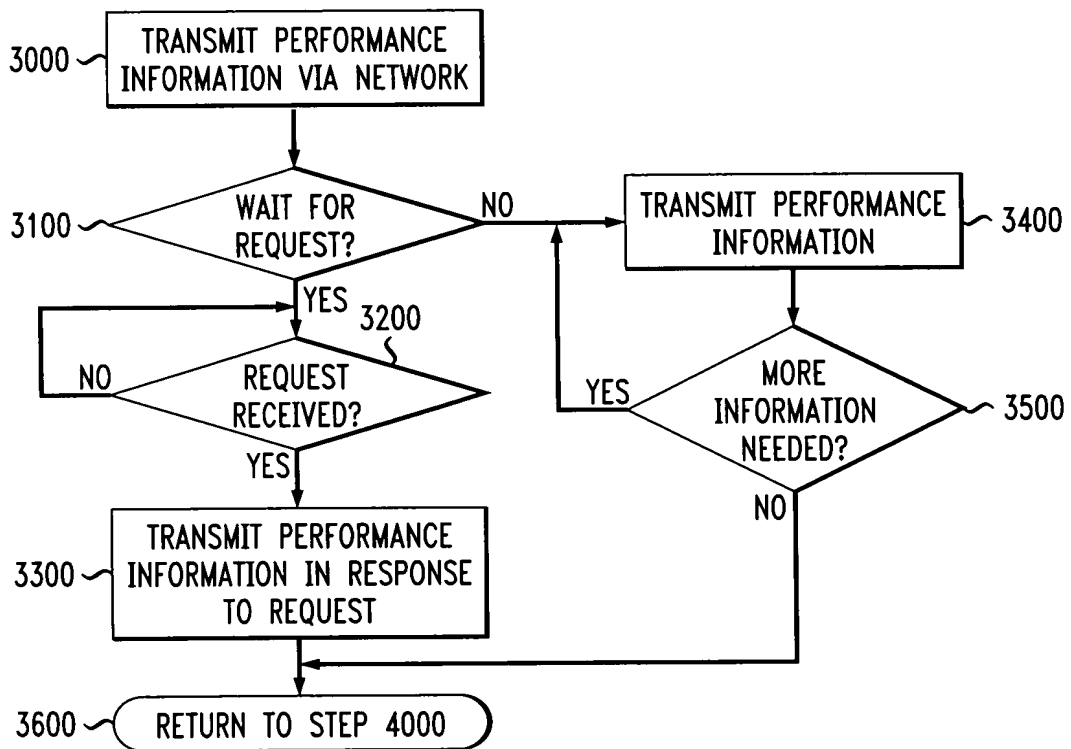 3000
TRANSMIT PERFORMANCE
INFORMATION VIA NETWORK
3100
WAIT FOR
REQUEST?
NO
YES
TRANSMIT PERFORMANCE
INFORMATION
3400
3200
NO
REQUEST
RECEIVED?
YES
YES
MORE
INFORMATION
NEEDED?
3500
NO
3300
TRANSMIT PERFORMANCE
INFORMATION IN RESPONSE
TO REQUEST
3600
RETURN TO STEP 4000